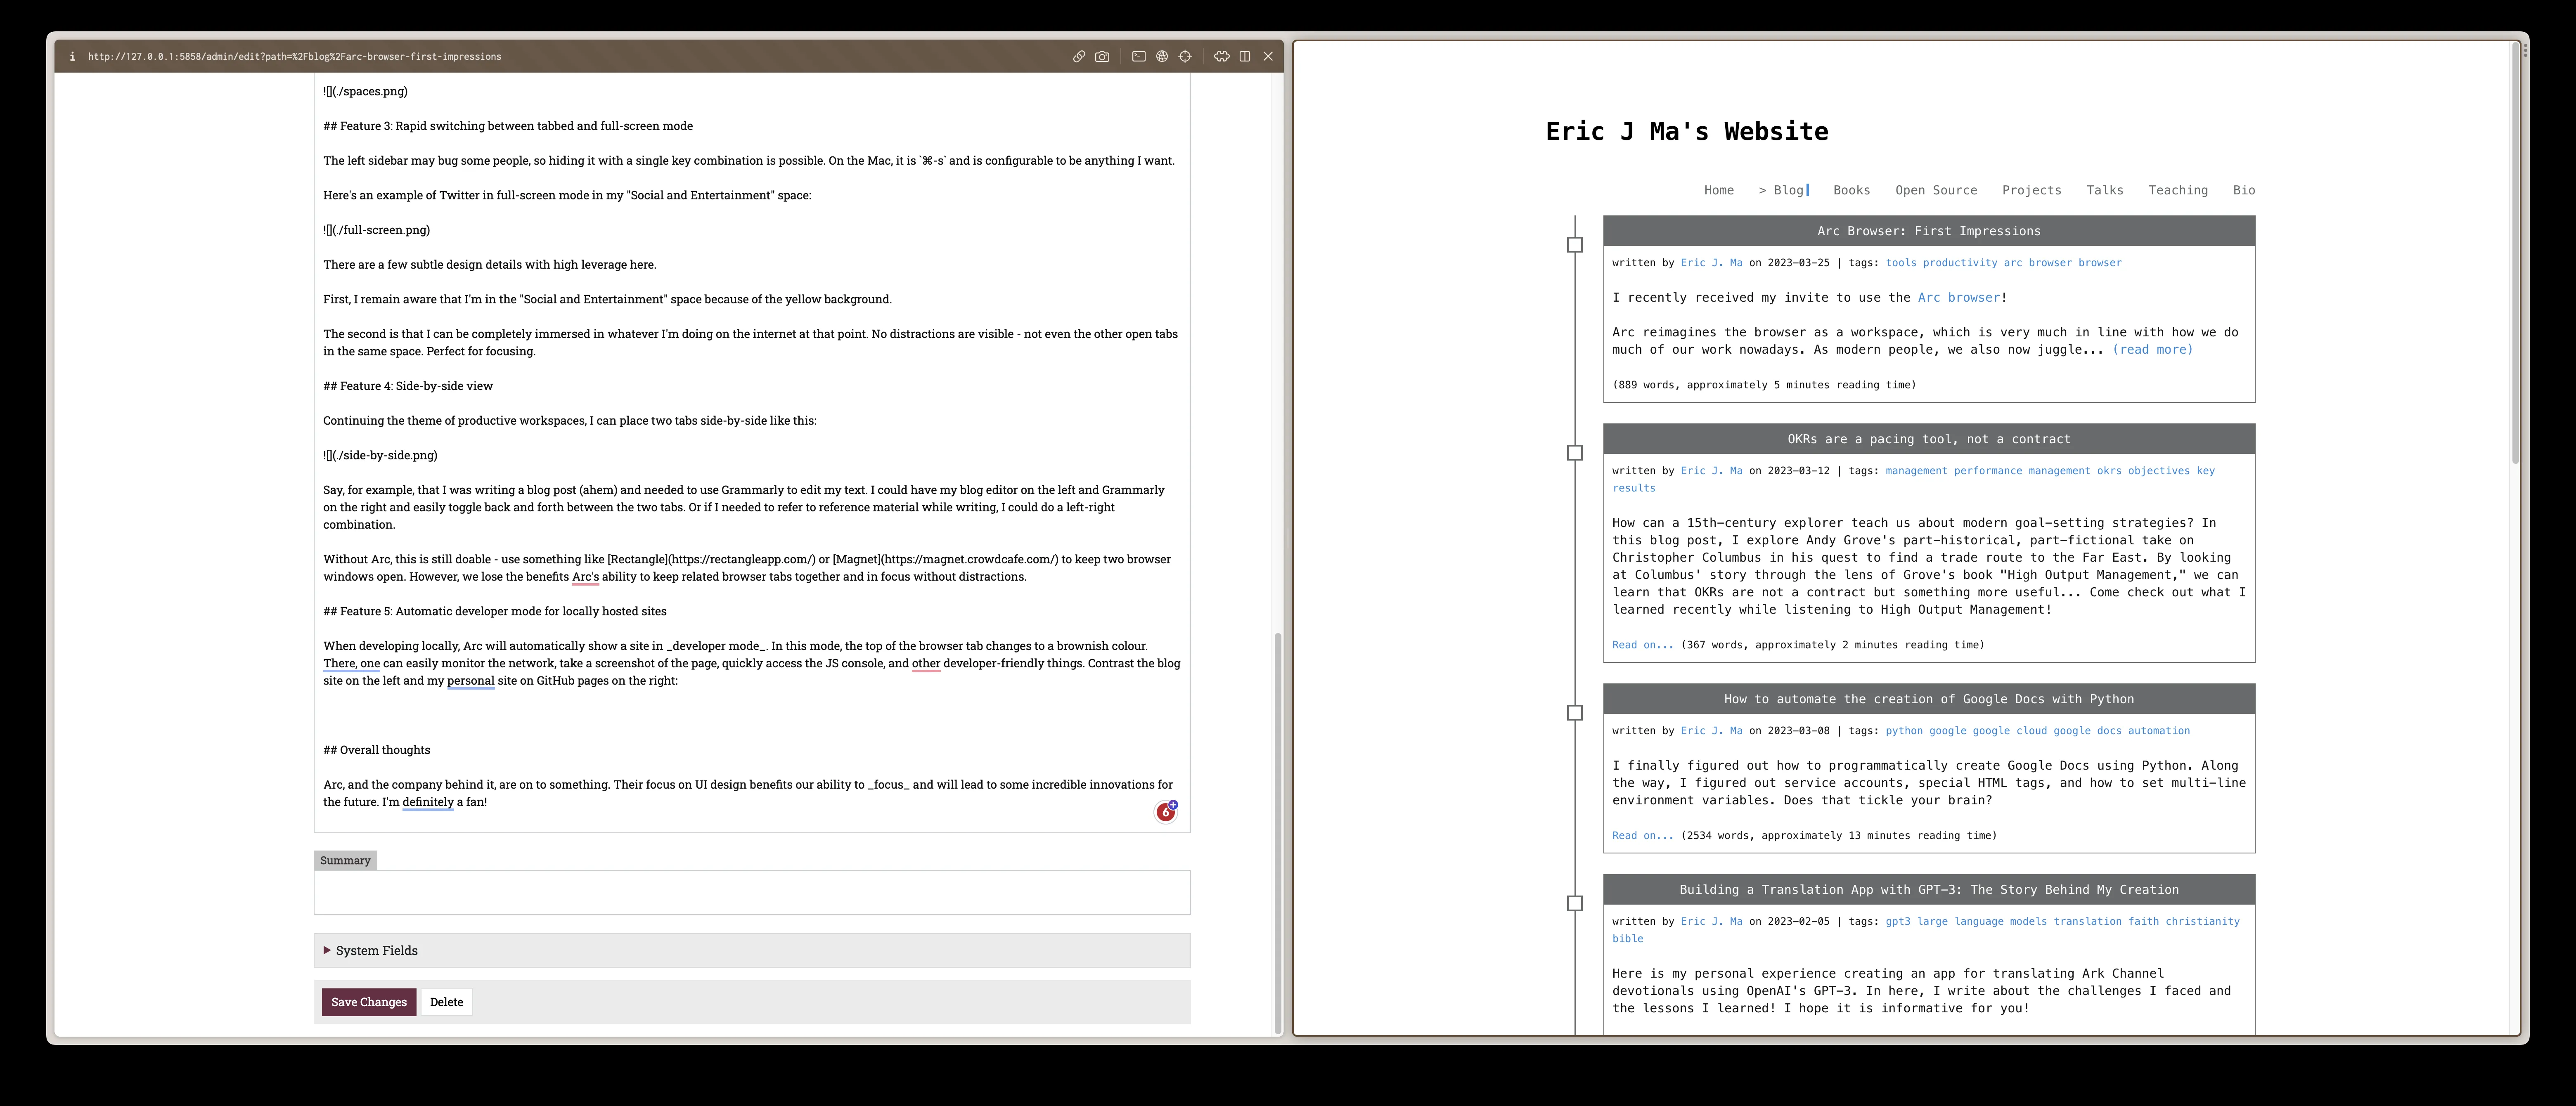 i http://127.0.0.1:5858/admin/edit?path=%2Fblog%2Farc-browser-first-impressions
![](./spaces.png)
## Feature 3: Rapid switching between tabbed and full-screen mode
The left sidebar may bug some people, so hiding it with a single key combination is possible. On the Mac, it is `⌘-s` and is configurable to be anything I want.
Here's an example of Twitter in full-screen mode in my "Social and Entertainment" space:
![](./full-screen.png)
There are a few subtle design details with high leverage here.
First, I remain aware that I'm in the "Social and Entertainment" space because of the yellow background.
The second is that I can be completely immersed in whatever I'm doing on the internet at that point. No distractions are visible - not even the other open tabs
in the same space. Perfect for focusing.
## Feature 4: Side-by-side view
Continuing the theme of productive workspaces, I can place two tabs side-by-side like this:
![](./side-by-side.png)
Say, for example, that I was writing a blog post (ahem) and needed to use Grammarly to edit my text. I could have my blog editor on the left and Grammarly
on the right and easily toggle back and forth between the two tabs. Or if I needed to refer to reference material while writing, I could do a left-right
combination.
Without Arc, this is still doable - use something like [Rectangle](https://rectangleapp.com/) or [Magnet](https://magnet.crowdcafe.com/) to keep two browser
windows open. However, we lose the benefits Arc's ability to keep related browser tabs together and in focus without distractions.
## Feature 5: Automatic developer mode for locally hosted sites
When developing locally, Arc will automatically show a site in _developer mode_. In this mode, the top of the browser tab changes to a brownish colour.
There, one can easily monitor the network, take a screenshot of the page, quickly access the JS console, and other developer-friendly things. Contrast the blog
site on the left and my personal site on GitHub pages on the right:
## Overall thoughts
Arc, and the company behind it, are on to something. Their focus on UI design benefits our ability to _focus_ and will lead to some incredible innovations for
the future. I'm definitely a fan!
6
Summary
System Fields
Save Changes Delete
Eric J Ma's Website
Home > Blog Books Open Source Projects Talks Teaching Bio
Arc Browser: First Impressions
written by Eric J. Ma on 2023-03-25 | tags: tools productivity arc browser browser
I recently received my invite to use the Arc browser!
Arc reimagines the browser as a workspace, which is very much in line with how we do
much of our work nowadays. As modern people, we also now juggle... (read more)
(889 words, approximately 5 minutes reading time)
OKRs are a pacing tool, not a contract
written by Eric J. Ma on 2023-03-12 | tags: management performance management okrs objectives key
results
How can a 15th-century explorer teach us about modern goal-setting strategies? In
this blog post, I explore Andy Grove's part-historical, part-fictional take on
Christopher Columbus in his quest to find a trade route to the Far East. By looking
at Columbus' story through the lens of Grove's book "High Output Management," we can
learn that OKRs are not a contract but something more useful... Come check out what I
learned recently while listening to High Output Management!
Read on... (367 words, approximately 2 minutes reading time)
How to automate the creation of Google Docs with Python
written by Eric J. Ma on 2023-03-08 | tags: python google google cloud google docs automation
I finally figured out how to programmatically create Google Docs using Python. Along
the way, I figured out service accounts, special HTML tags, and how to set multi-line
environment variables. Does that tickle your brain?
Read on... (2534 words, approximately 13 minutes reading time)
Building a Translation App with GPT-3: The Story Behind My Creation
written by Eric J. Ma on 2023-02-05 | tags: gpt3 large language models translation faith christianity
bible
Here is my personal experience creating an app for translating Ark Channel
devotionals using OpenAI's GPT-3. In here, I write about the challenges I faced and
the lessons I learned! I hope it is informative for you!